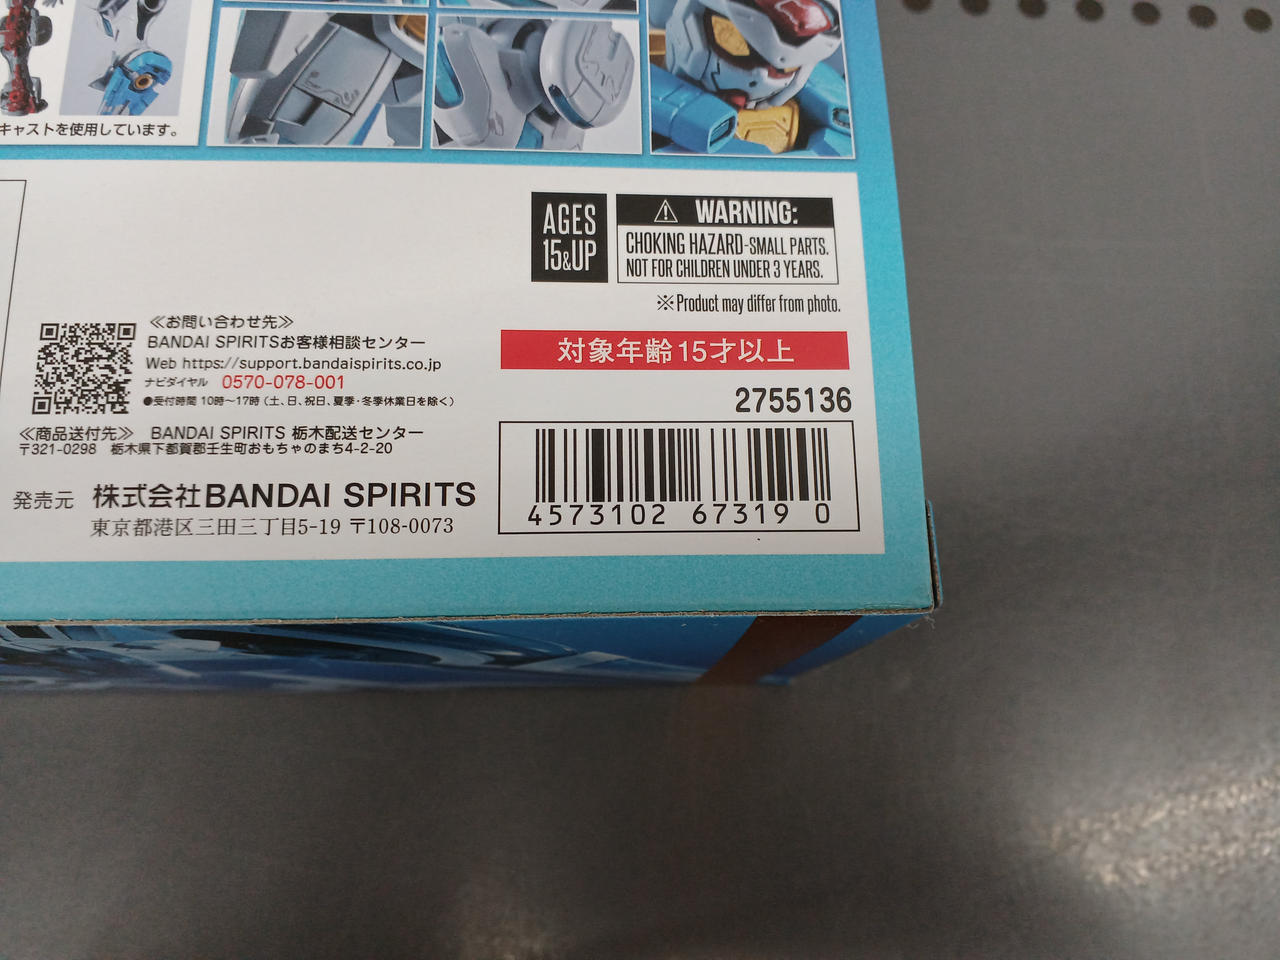 キャストを使用しています。
AGES
15&UP
⚠ WARNING:
CHOKING HAZARD-SMALL PARTS.
NOT FOR CHILDREN UNDER 3 YEARS.
※Product may differ from photo.
≪お問い合わせ先≫
BANDAI SPIRITSお客様相談センター
Web https://support.bandaispirits.co.jp
ナビダイヤル 0570-078-001
●受付時間 10時〜17時（土、日、祝日、夏季・冬季休業日を除く）
≪商品送付先≫ BANDAI SPIRITS 栃木配送センター
〒321-0298 栃木県下都賀郡壬生町おもちゃのまち4-2-20
発売元 株式会社BANDAI SPIRITS
東京都港区三田三丁目5-19 〒108-0073
対象年齢15才以上
2755136
4573102 67319 0